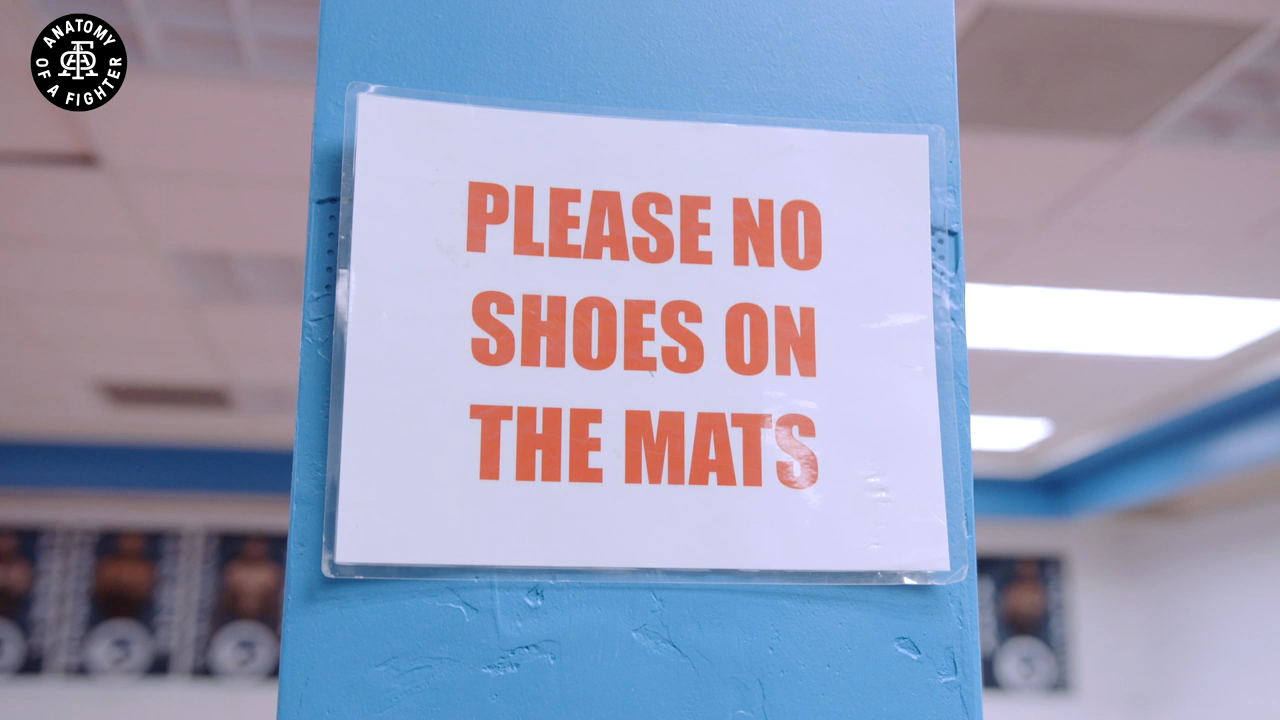 ANATOMY
OF A FIGHTER
PLEASE NO
SHOES ON
THE MATS